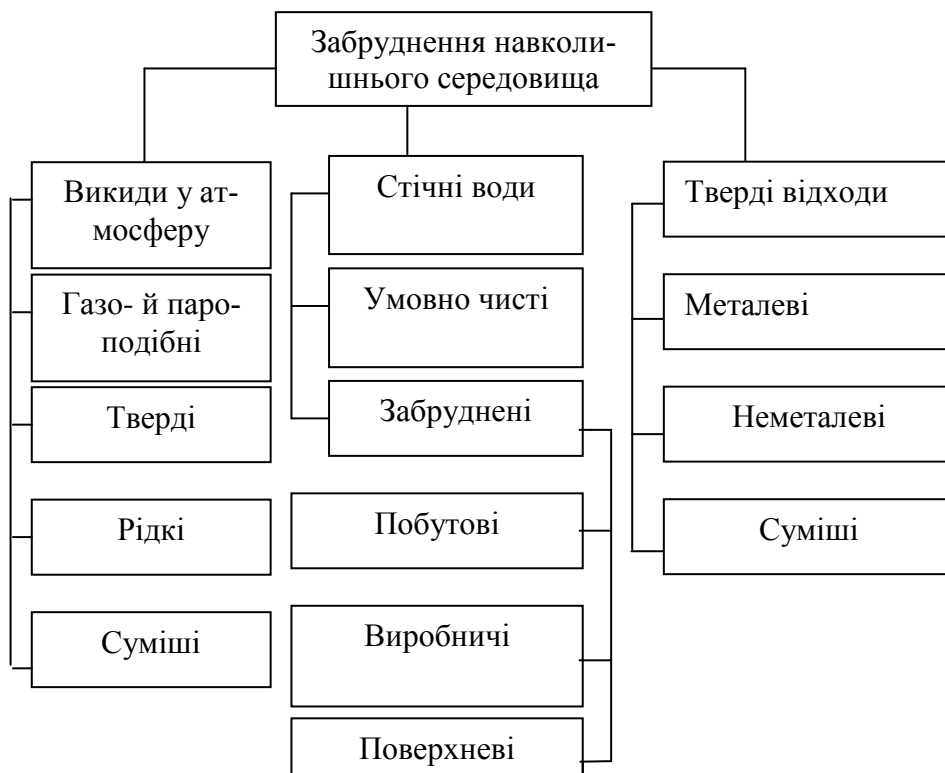 Забруднення навколи-
шнього середовища
Викиди у ат-
мосферу
Газо- й паро-
подібні
Тверді
Рідкі
Суміші
Стічні води
Умовно чисті
Забруднені
Побутові
Виробничі
Поверхневі
Тверді відходи
Металеві
Неметалеві
Суміші